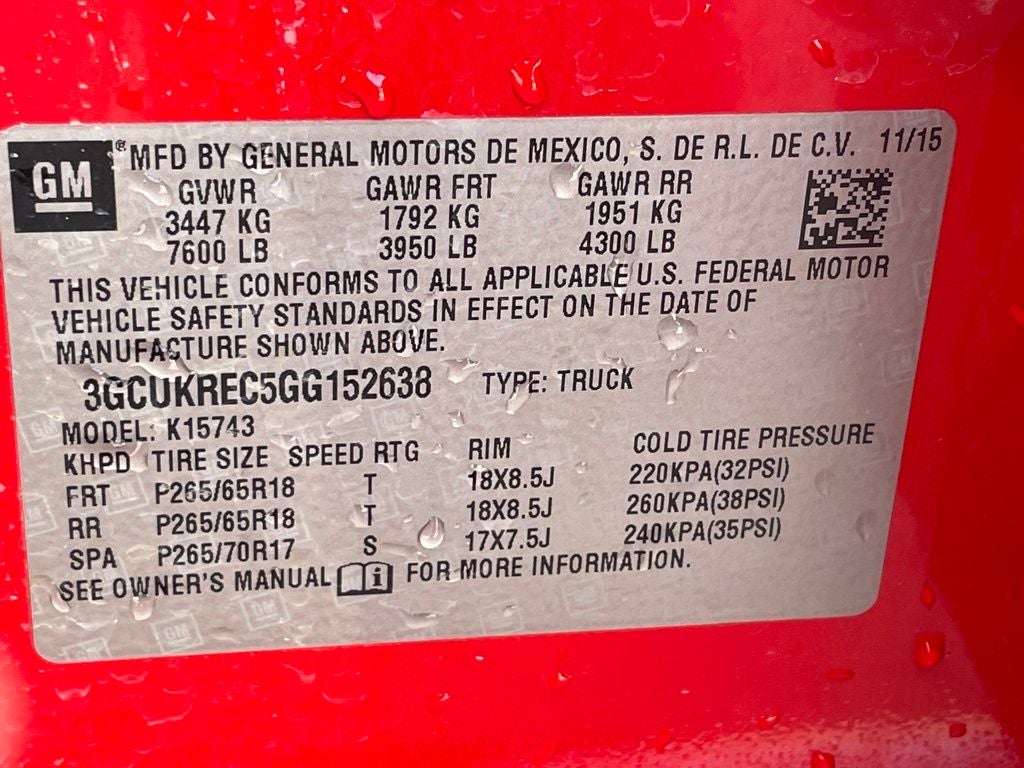 GM ® MFD BY GENERAL MOTORS DE MEXICO, S. DE R.L. DE C.V. 11/15
GVWR GAWR FRT GAWR RR
3447 KG 1792 KG 1951 KG
7600 LB 3950 LB 4300 LB
THIS VEHICLE CONFORMS TO ALL APPLICABLE U.S. FEDERAL MOTOR
VEHICLE SAFETY STANDARDS IN EFFECT ON THE DATE OF
MANUFACTURE SHOWN ABOVE.
3GCUKREC5GG152638 TYPE: TRUCK
MODEL: K15743
KHPD TIRE SIZE SPEED RTG RIM COLD TIRE PRESSURE
FRT P265/65R18 T 18X8.5J 220KPA(32PSI)
RR P265/65R18 T 18X8.5J 260KPA(38PSI)
SPA P265/70R17 S 17X7.5J 240KPA(35PSI)
SEE OWNER'S MANUAL i FOR MORE INFORMATION.